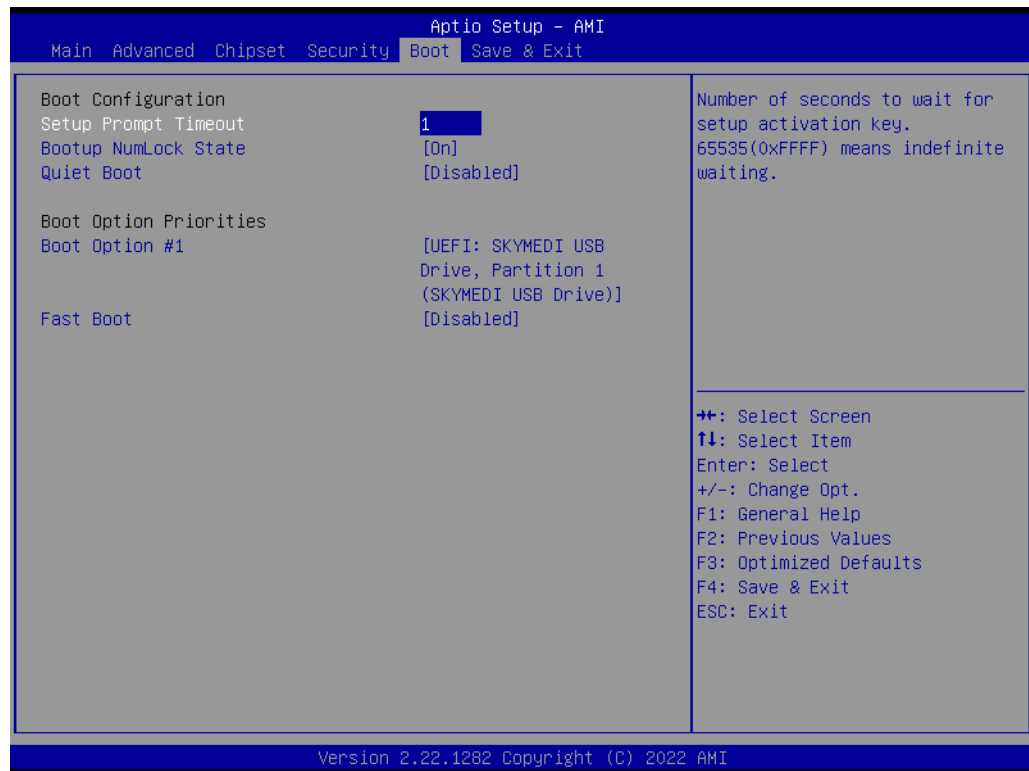 Aptio Setup – AMI
Main Advanced Chipset Security Boot Save & Exit
Boot Configuration
Setup Prompt Timeout 1
Bootup NumLock State [On]
Quiet Boot [Disabled]
Boot Option Priorities
Boot Option #1 [UEFI: SKYMEDI USB
Drive, Partition 1
(SKYMEDI USB Drive)]
Fast Boot [Disabled]
Number of seconds to wait for
setup activation key.
65535(0xFFFF) means indefinite
waiting.
→←: Select Screen
↑↓: Select Item
Enter: Select
+/-: Change Opt.
F1: General Help
F2: Previous Values
F3: Optimized Defaults
F4: Save & Exit
ESC: Exit
Version 2.22.1282 Copyright (C) 2022 AMI